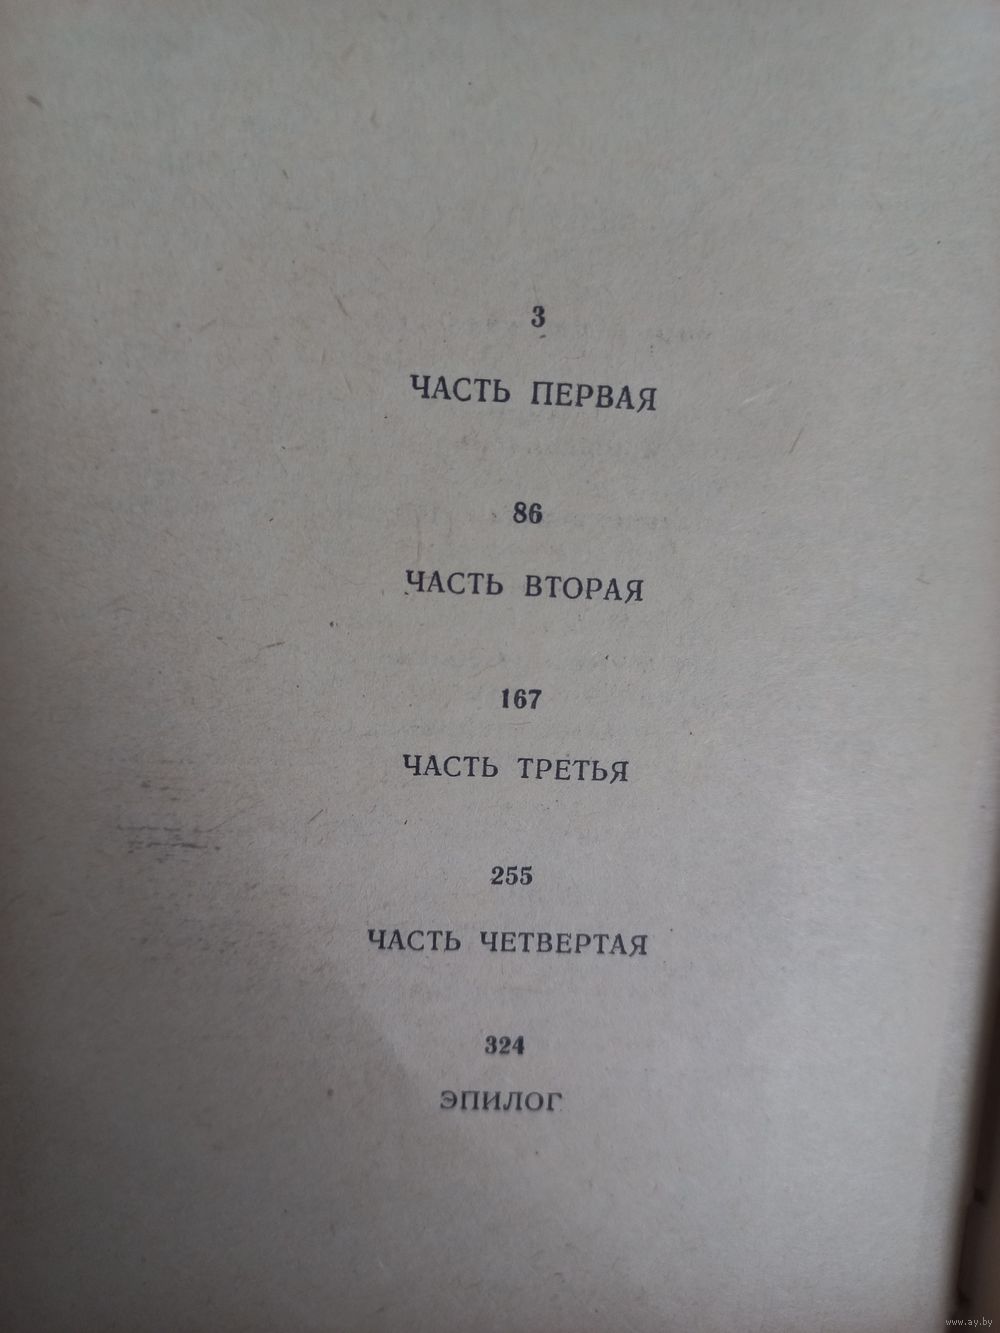 3
ЧАСТЬ ПЕРВАЯ
86
ЧАСТЬ ВТОРАЯ
167
ЧАСТЬ ТРЕТЬЯ
255
ЧАСТЬ ЧЕТВЕРТАЯ
324
ЭПИЛОГ
www.ay.by